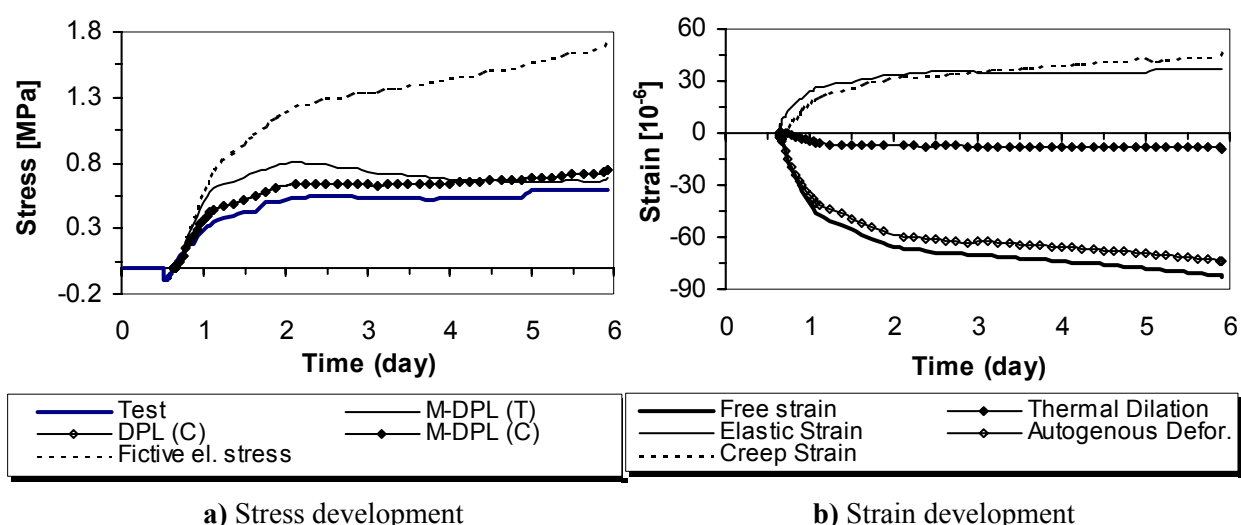 1.8
1.3
0.8
0.3
-0.2
Stress [MPa]
0 1 2 3 4 5 6
Time (day)
Test
M-DPL (T)
DPL (C)
M-DPL (C)
Fictive el. stress
a) Stress development
60
30
0
-30
-60
-90
Strain [10-6]
0 1 2 3 4 5 6
Time (day)
Free strain
Thermal Dilation
Elastic Strain
Autogenous Defor.
Creep Strain
b) Strain development